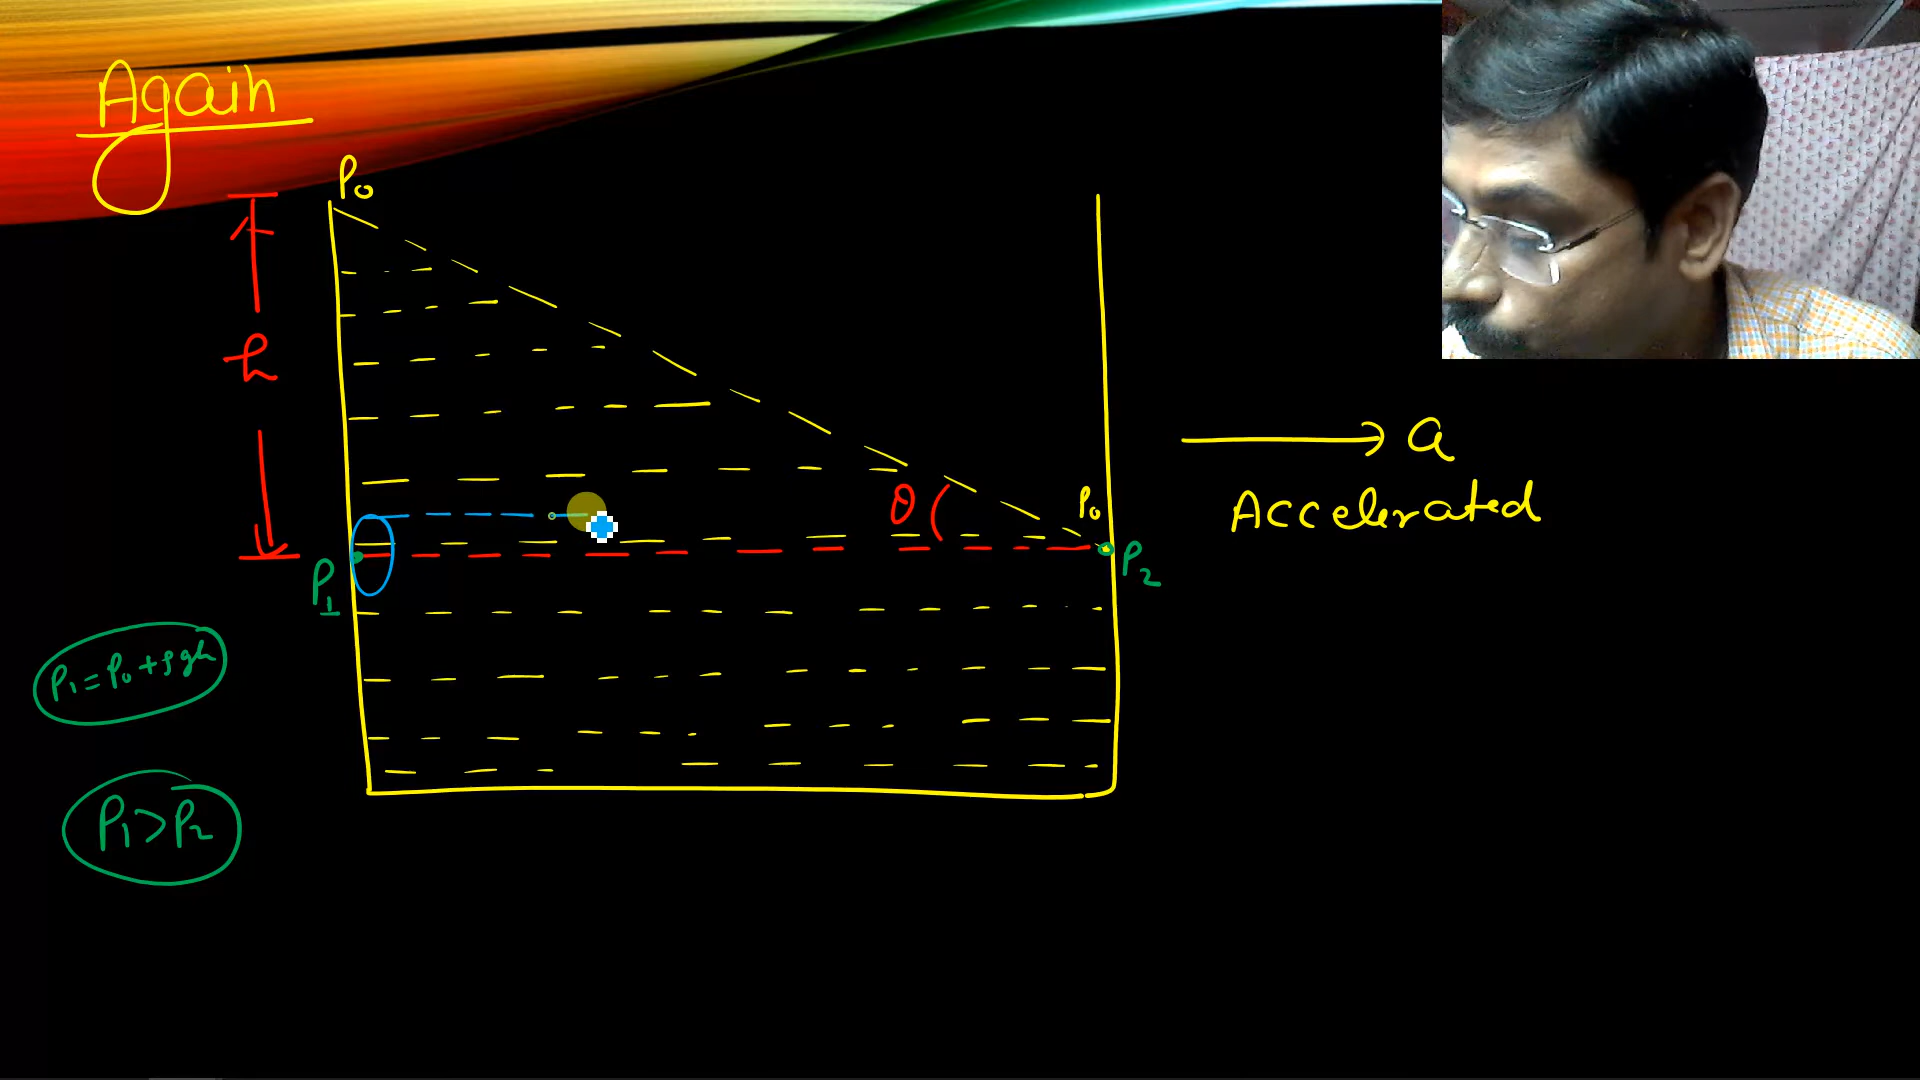 Again
P₀
h
θ
P₀
a
Accelerated
P₁
P₂
P₁ = P₀ + ρgh
P₁ > P₂